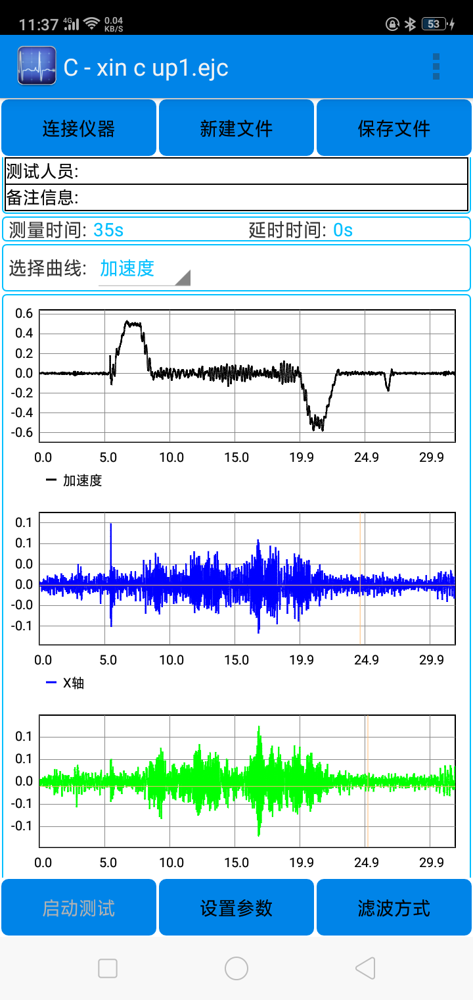 11:37 4G 0.04 KB/S 53
C - xin c up1.ejc
连接仪器 新建文件 保存文件
测试人员:
备注信息:
测量时间: 35s 延时时间: 0s
选择曲线: 加速度
0.6
0.4
0.2
0.0
-0.2
-0.4
-0.6
0.0 5.0 10.0 15.0 19.9 24.9 29.9
加速度
0.1
0.1
0.0
0.0
-0.0
-0.1
0.0 5.0 10.0 15.0 19.9 24.9 29.9
X轴
0.1
0.1
0.0
-0.1
-0.1
0.0 5.0 10.0 15.0 19.9 24.9 29.9
启动测试 设置参数 滤波方式